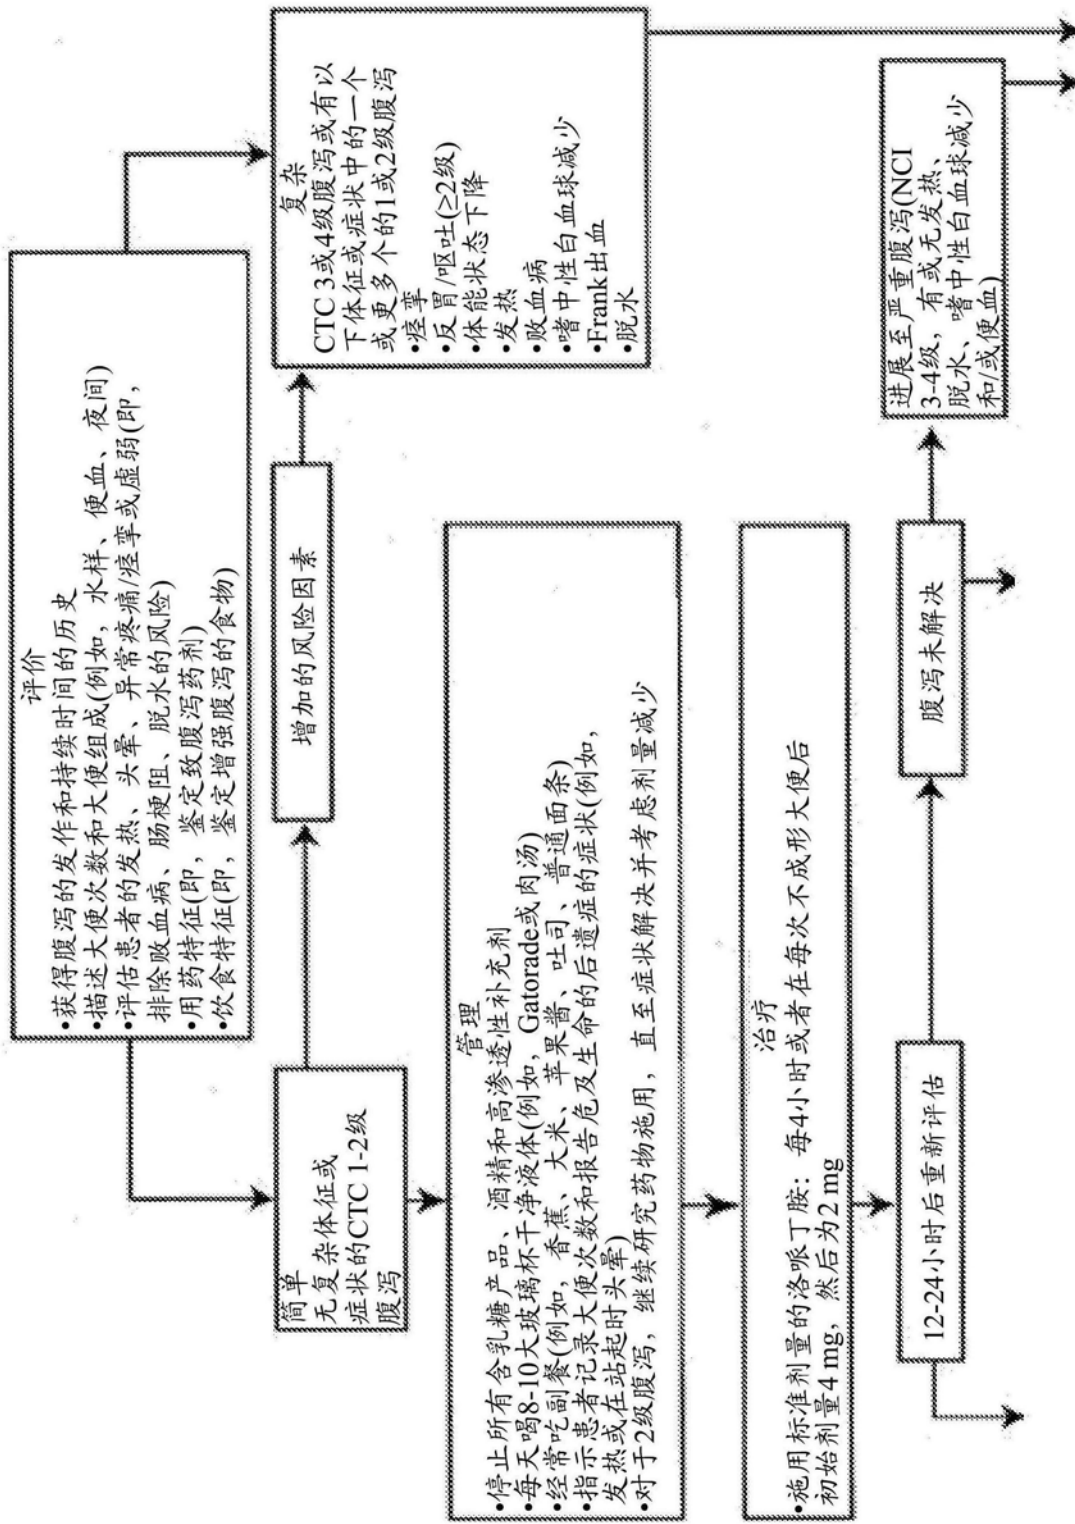 评价
•获得腹泻的发作和持续时间的历史
•描述大便次数和大便组成(例如，水样、便血、夜间)
•评估患者的发热、头晕、异常疼痛/痉挛或虚弱(即，
排除败血病、肠梗阻、脱水的风险)
•用药特征(即，鉴定致腹泻药剂)
•饮食特征(即，鉴定增强腹泻的食物)
简单
无复杂体征或
症状的CTC 1-2级
腹泻
增加的风险因素
复杂
CTC 3或4级腹泻或有以
下体征或症状中的一个
或更多个的1或2级腹泻
•痉挛
•反胃/呕吐(≥2级)
•体能状态下降
•发热
•败血病
•嗜中性白血球减少
•Frank出血
•脱水
管理
•停止所有含乳糖产品、酒精和高渗透性补充剂
•每天喝8-10大玻璃杯干净液体(例如，Gatorade或肉汤)
•经常吃副餐(例如，香蕉、大米、苹果酱、吐司、普通面条)
•指示患者记录大便次数和报告危及生命的后遗症的症状(例如，
发热或在站起时头晕)
•对于2级腹泻，继续研究药物施用，直至症状解决并考虑剂量减少
治疗
•施用标准剂量的洛哌丁胺：每4小时或者在每次不成形大便后
初始剂量4 mg，然后为2 mg
12-24小时后重新评估
腹泻未解决
进展至严重腹泻(NCI
3-4级，有或无发热、
脱水、嗜中性白血球减少
和/或便血)